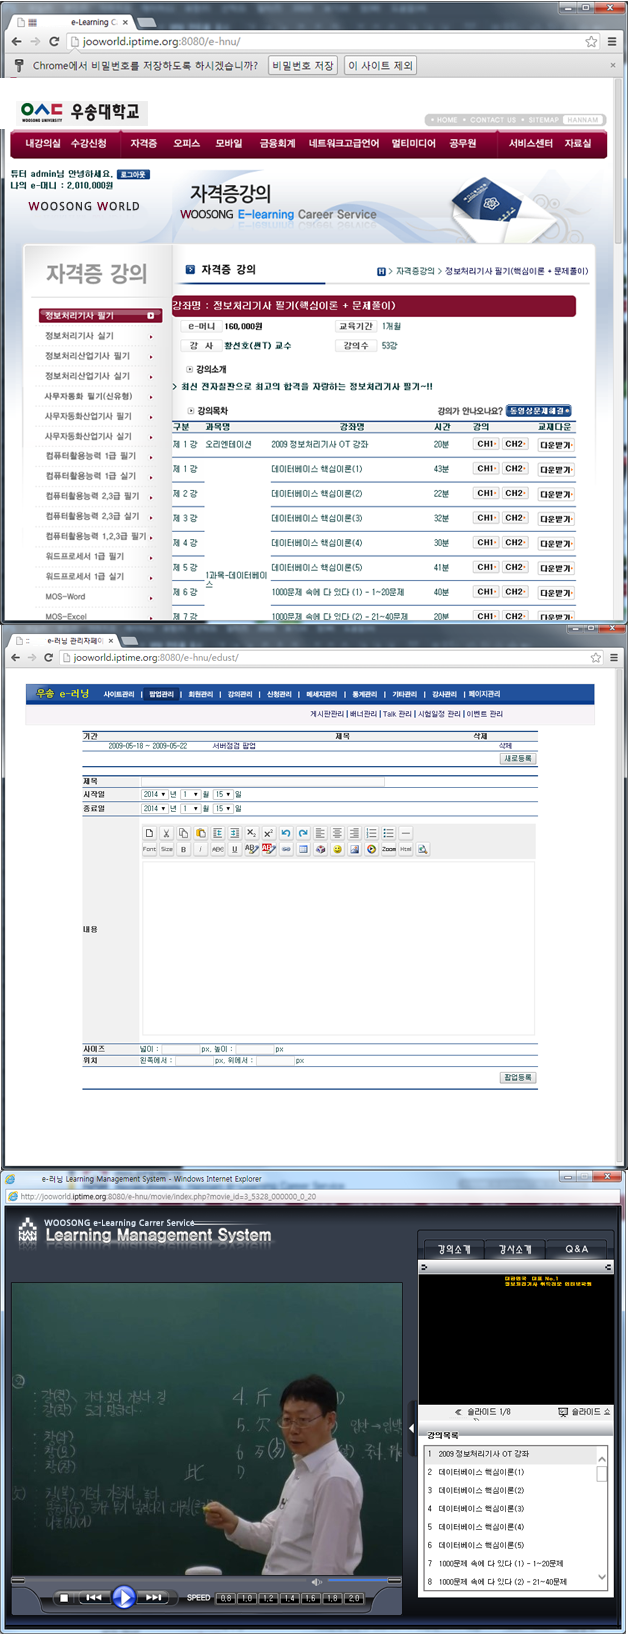 e-Learning C
jooworld.iptime.org:8080/e-hnu/
Chrome에서 비밀번호를 저장하도록 하시겠습니까? 비밀번호 저장 이 사이트 제외
우송대학교
WOOSONG UNIVERSITY
HOME CONTACT US SITEMAP HANNAM
내강의실 수강신청 자격증 오피스 모바일 금융회계 네트워크고급언어 멀티미디어 공무원 서비스센터 자료실
튜터 admin님 안녕하세요. 로그아웃
나의 e-머니 : 2,010,000원
WOOSONG WORLD
자격증강의
WOOSONG E-learning Career Service
자격증 강의
자격증 강의
H > 자격증강의 > 정보처리기사 필기(핵심이론 + 문제풀이)
정보처리기사 필기
정보처리기사 실기
정보처리산업기사 필기
정보처리산업기사 실기
사무자동화 필기(신유형)
사무자동화산업기사 필기
사무자동화산업기사 실기
컴퓨터활용능력 1급 필기
컴퓨터활용능력 1급 실기
컴퓨터활용능력 2,3급 필기
컴퓨터활용능력 2,3급 실기
컴퓨터활용능력 1,2,3급 필기
워드프로세서 1급 필기
워드프로세서 1급 실기
MOS-Word
MOS-Excel
강좌명 : 정보처리기사 필기(핵심이론 + 문제풀이)
e-머니 160,000원 교육기간 1개월
강 사 황선호(쌘T) 교수 강의수 53강
강의소개
> 최신 전자칠판으로 최고의 합격을 자랑하는 정보처리기사 필기~!!
강의목차 강의가 안나오나요? 동영상문제해결
구분 과목명 강좌명 시간 강의 교재다운
제 1 강 오리엔테이션 2009 정보처리기사 OT 강좌 20분 CH1 CH2 다운받기
제 1 강 데이터베이스 핵심이론(1) 43분 CH1 CH2 다운받기
제 2 강 데이터베이스 핵심이론(2) 22분 CH1 CH2 다운받기
제 3 강 데이터베이스 핵심이론(3) 32분 CH1 CH2 다운받기
제 4 강 데이터베이스 핵심이론(4) 30분 CH1 CH2 다운받기
제 5 강 데이터베이스 핵심이론(5) 41분 CH1 CH2 다운받기
1과목-데이터베이스
제 6 강 1000문제 속에 다 있다 (1) - 1~20문제 40분 CH1 CH2 다운받기
제 7 강 1000문제 속에 다 있다 (2) - 21~40문제 20분 CH1 CH2 다운받기
e-러닝 관리자페이
jooworld.iptime.org:8080/e-hnu/edust/
우송 e-러닝 사이트관리 | 팝업관리 | 회원관리 | 강의관리 | 신청관리 | 메세지관리 | 통계관리 | 기타관리 | 강사관리 | 페이지관리
게시판관리 | 배너관리 | Talk 관리 | 시험일정 관리 | 이벤트 관리
기간 제목 삭제
2009-05-18 ~ 2009-05-22 서버점검 팝업 삭제
새로등록
제목
시작일 2014 년 1 월 15 일
종료일 2014 년 1 월 15 일
Font Size B I ABC U ABC Zoom Html
내용
사이즈 넓이 : px, 높이 : px
위치 왼쪽에서 : px, 위에서 : px
팝업등록
e-러닝 Learning Management System - Windows Internet Explorer
http://jooworld.iptime.org:8080/e-hnu/movie/index.php?movie_id=3_5328_000000_0_20
WOOSONG e-Learning Carrer Service
Learning Management System
강의소개 강사소개 Q&A
대한민국 대표 No.1
슬라이드 1/8 슬라이드 쇼
강의목록
1 2009 정보처리기사 OT 강좌
2 데이터베이스 핵심이론(1)
3 데이터베이스 핵심이론(2)
4 데이터베이스 핵심이론(3)
5 데이터베이스 핵심이론(4)
6 데이터베이스 핵심이론(5)
7 1000문제 속에 다 있다 (1) - 1~20문제
8 1000문제 속에 다 있다 (2) - 21~40문제
4. 斤
5. 欠
6
比
SPEED 0.8 1.0 1.2 1.4 1.6 1.8 2.0